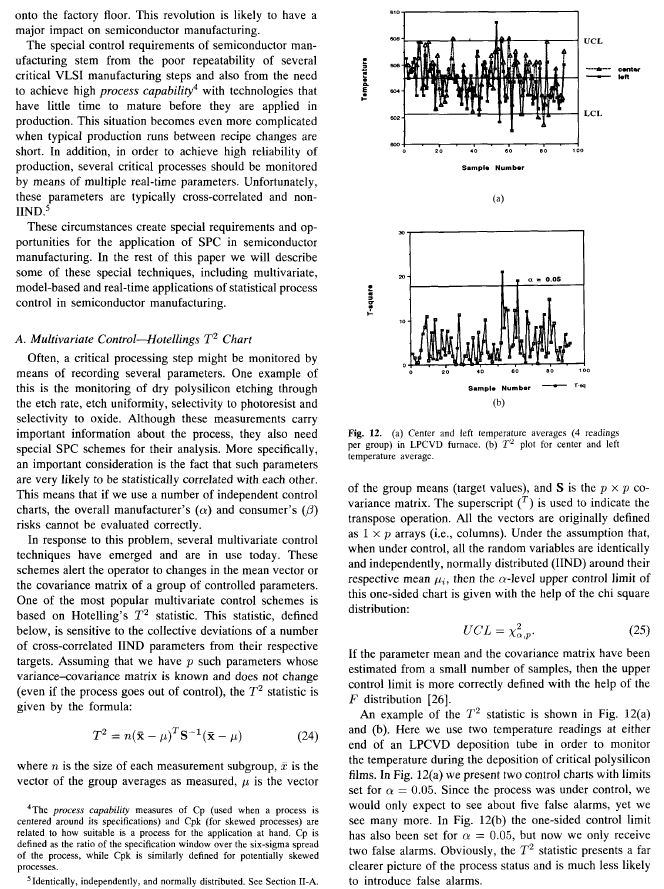 onto the factory floor. This revolution is likely to have a
major impact on semiconductor manufacturing.
The special control requirements of semiconductor man-
ufacturing stem from the poor repeatability of several
critical VLSI manufacturing steps and also from the need
to achieve high process capability⁴ with technologies that
have little time to mature before they are applied in
production. This situation becomes even more complicated
when typical production runs between recipe changes are
short. In addition, in order to achieve high reliability of
production, several critical processes should be monitored
by means of multiple real-time parameters. Unfortunately,
these parameters are typically cross-correlated and non-
IIND.⁵
These circumstances create special requirements and op-
portunities for the application of SPC in semiconductor
manufacturing. In the rest of this paper we will describe
some of these special techniques, including multivariate,
model-based and real-time applications of statistical process
control in semiconductor manufacturing.
A. Multivariate Control—Hotellings T² Chart
Often, a critical processing step might be monitored by
means of recording several parameters. One example of
this is the monitoring of dry polysilicon etching through
the etch rate, etch uniformity, selectivity to photoresist and
selectivity to oxide. Although these measurements carry
important information about the process, they also need
special SPC schemes for their analysis. More specifically,
an important consideration is the fact that such parameters
are very likely to be statistically correlated with each other.
This means that if we use a number of independent control
charts, the overall manufacturer's (α) and consumer's (β)
risks cannot be evaluated correctly.
In response to this problem, several multivariate control
techniques have emerged and are in use today. These
schemes alert the operator to changes in the mean vector or
the covariance matrix of a group of controlled parameters.
One of the most popular multivariate control schemes is
based on Hotelling's T² statistic. This statistic, defined
below, is sensitive to the collective deviations of a number
of cross-correlated IIND parameters from their respective
targets. Assuming that we have p such parameters whose
variance–covariance matrix is known and does not change
(even if the process goes out of control), the T² statistic is
given by the formula:
T² = n(x̄ − μ)ᵀS⁻¹(x̄ − μ) (24)
where n is the size of each measurement subgroup, x̄ is the
vector of the group averages as measured, μ is the vector
⁴The process capability measures of Cp (used when a process is
centered around its specifications) and Cpk (for skewed processes) are
related to how suitable is a process for the application at hand. Cp is
defined as the ratio of the specification window over the six-sigma spread
of the process, while Cpk is similarly defined for potentially skewed
processes.
⁵Identically, independently, and normally distributed. See Section II-A.
610
608
606
604
602
600
Temperature
UCL
center
left
LCL
0 20 40 60 80 100
Sample Number
(a)
30
20
10
0
T-square
α = 0.05
0 20 40 60 80 100
Sample Number T-sq
(b)
Fig. 12. (a) Center and left temperature averages (4 readings
per group) in LPCVD furnace. (b) T² plot for center and left
temperature average.
of the group means (target values), and S is the p × p co-
variance matrix. The superscript (ᵀ) is used to indicate the
transpose operation. All the vectors are originally defined
as 1 × p arrays (i.e., columns). Under the assumption that,
when under control, all the random variables are identically
and independently, normally distributed (IIND) around their
respective mean μᵢ, then the α-level upper control limit of
this one-sided chart is given with the help of the chi square
distribution:
UCL = χ²α,p. (25)
If the parameter mean and the covariance matrix have been
estimated from a small number of samples, then the upper
control limit is more correctly defined with the help of the
F distribution [26].
An example of the T² statistic is shown in Fig. 12(a)
and (b). Here we use two temperature readings at either
end of an LPCVD deposition tube in order to monitor
the temperature during the deposition of critical polysilicon
films. In Fig. 12(a) we present two control charts with limits
set for α = 0.05. Since the process was under control, we
would only expect to see about five false alarms, yet we
see many more. In Fig. 12(b) the one-sided control limit
has also been set for α = 0.05, but now we only receive
two false alarms. Obviously, the T² statistic presents a far
clearer picture of the process status and is much less likely
to introduce false alarms.